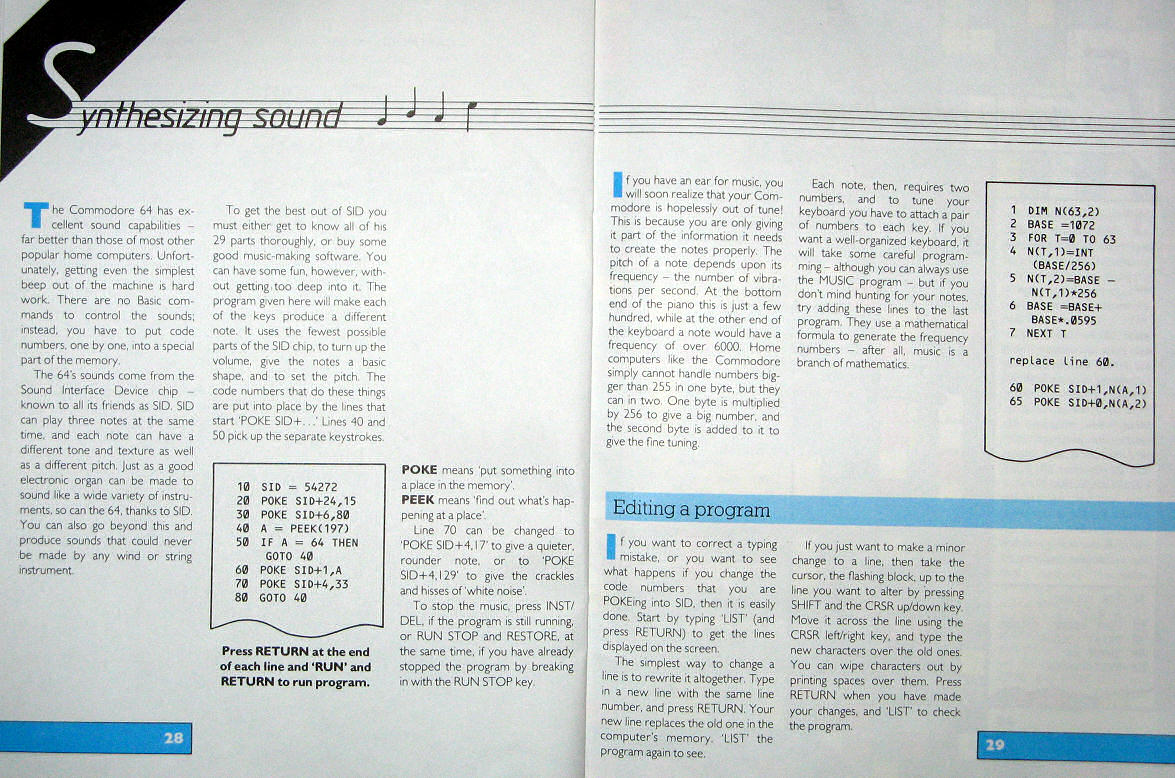 Synthesizing sound
The Commodore 64 has ex-
cellent sound capabilities –
far better than those of most other
popular home computers. Unfort-
unately, getting even the simplest
beep out of the machine is hard
work. There are no Basic com-
mands to control the sounds;
instead, you have to put code
numbers, one by one, into a special
part of the memory.
The 64's sounds come from the
Sound Interface Device chip –
known to all its friends as SID. SID
can play three notes at the same
time, and each note can have a
different tone and texture as well
as a different pitch. Just as a good
electronic organ can be made to
sound like a wide variety of instru-
ments, so can the 64, thanks to SID.
You can also go beyond this and
produce sounds that could never
be made by any wind or string
instrument.
To get the best out of SID you
must either get to know all of his
29 parts thoroughly, or buy some
good music-making software. You
can have some fun, however, with-
out getting too deep into it. The
program given here will make each
of the keys produce a different
note. It uses the fewest possible
parts of the SID chip, to turn up the
volume, give the notes a basic
shape, and to set the pitch. The
code numbers that do these things
are put into place by the lines that
start 'POKE SID+...' Lines 40 and
50 pick up the separate keystrokes.
10 SID = 54272
20 POKE SID+24,15
30 POKE SID+6,80
40 A = PEEK(197)
50 IF A = 64 THEN
GOTO 40
60 POKE SID+1,A
70 POKE SID+4,33
80 GOTO 40
Press RETURN at the end
of each line and 'RUN' and
RETURN to run program.
POKE means 'put something into
a place in the memory'.
PEEK means 'find out what's hap-
pening at a place'.
Line 70 can be changed to
'POKE SID+4,17' to give a quieter,
rounder note, or to 'POKE
SID+4,129' to give the crackles
and hisses of 'white noise'.
To stop the music, press INST/
DEL, if the program is still running,
or RUN STOP and RESTORE, at
the same time, if you have already
stopped the program by breaking
in with the RUN STOP key.
28
If you have an ear for music, you
will soon realize that your Com-
modore is hopelessly out of tune!
This is because you are only giving
it part of the information it needs
to create the notes properly. The
pitch of a note depends upon its
frequency – the number of vibra-
tions per second. At the bottom
end of the piano this is just a few
hundred, while at the other end of
the keyboard a note would have a
frequency of over 6000. Home
computers like the Commodore
simply cannot handle numbers big-
ger than 255 in one byte, but they
can in two. One byte is multiplied
by 256 to give a big number, and
the second byte is added to it to
give the fine tuning.
Each note, then, requires two
numbers, and to tune your
keyboard you have to attach a pair
of numbers to each key. If you
want a well-organized keyboard, it
will take some careful program-
ming – although you can always use
the MUSIC program – but if you
don't mind hunting for your notes,
try adding these lines to the last
program. They use a mathematical
formula to generate the frequency
numbers – after all, music is a
branch of mathematics.
1 DIM N(63,2)
2 BASE =1072
3 FOR T=0 TO 63
4 N(T,1)=INT
(BASE/256)
5 N(T,2)=BASE –
N(T,1)*256
6 BASE =BASE+
BASE*.0595
7 NEXT T
replace line 60.
60 POKE SID+1,N(A,1)
65 POKE SID+0,N(A,2)
Editing a program
If you want to correct a typing
mistake, or you want to see
what happens if you change the
code numbers that you are
POKEing into SID, then it is easily
done. Start by typing 'LIST' (and
press RETURN) to get the lines
displayed on the screen.
The simplest way to change a
line is to rewrite it altogether. Type
in a new line with the same line
number, and press RETURN. Your
new line replaces the old one in the
computer's memory. 'LIST' the
program again to see.
If you just want to make a minor
change to a line, then take the
cursor, the flashing block, up to the
line you want to alter by pressing
SHIFT and the CRSR up/down key.
Move it across the line using the
CRSR left/right key, and type the
new characters over the old ones.
You can wipe characters out by
printing spaces over them. Press
RETURN when you have made
your changes, and 'LIST' to check
the program.
29